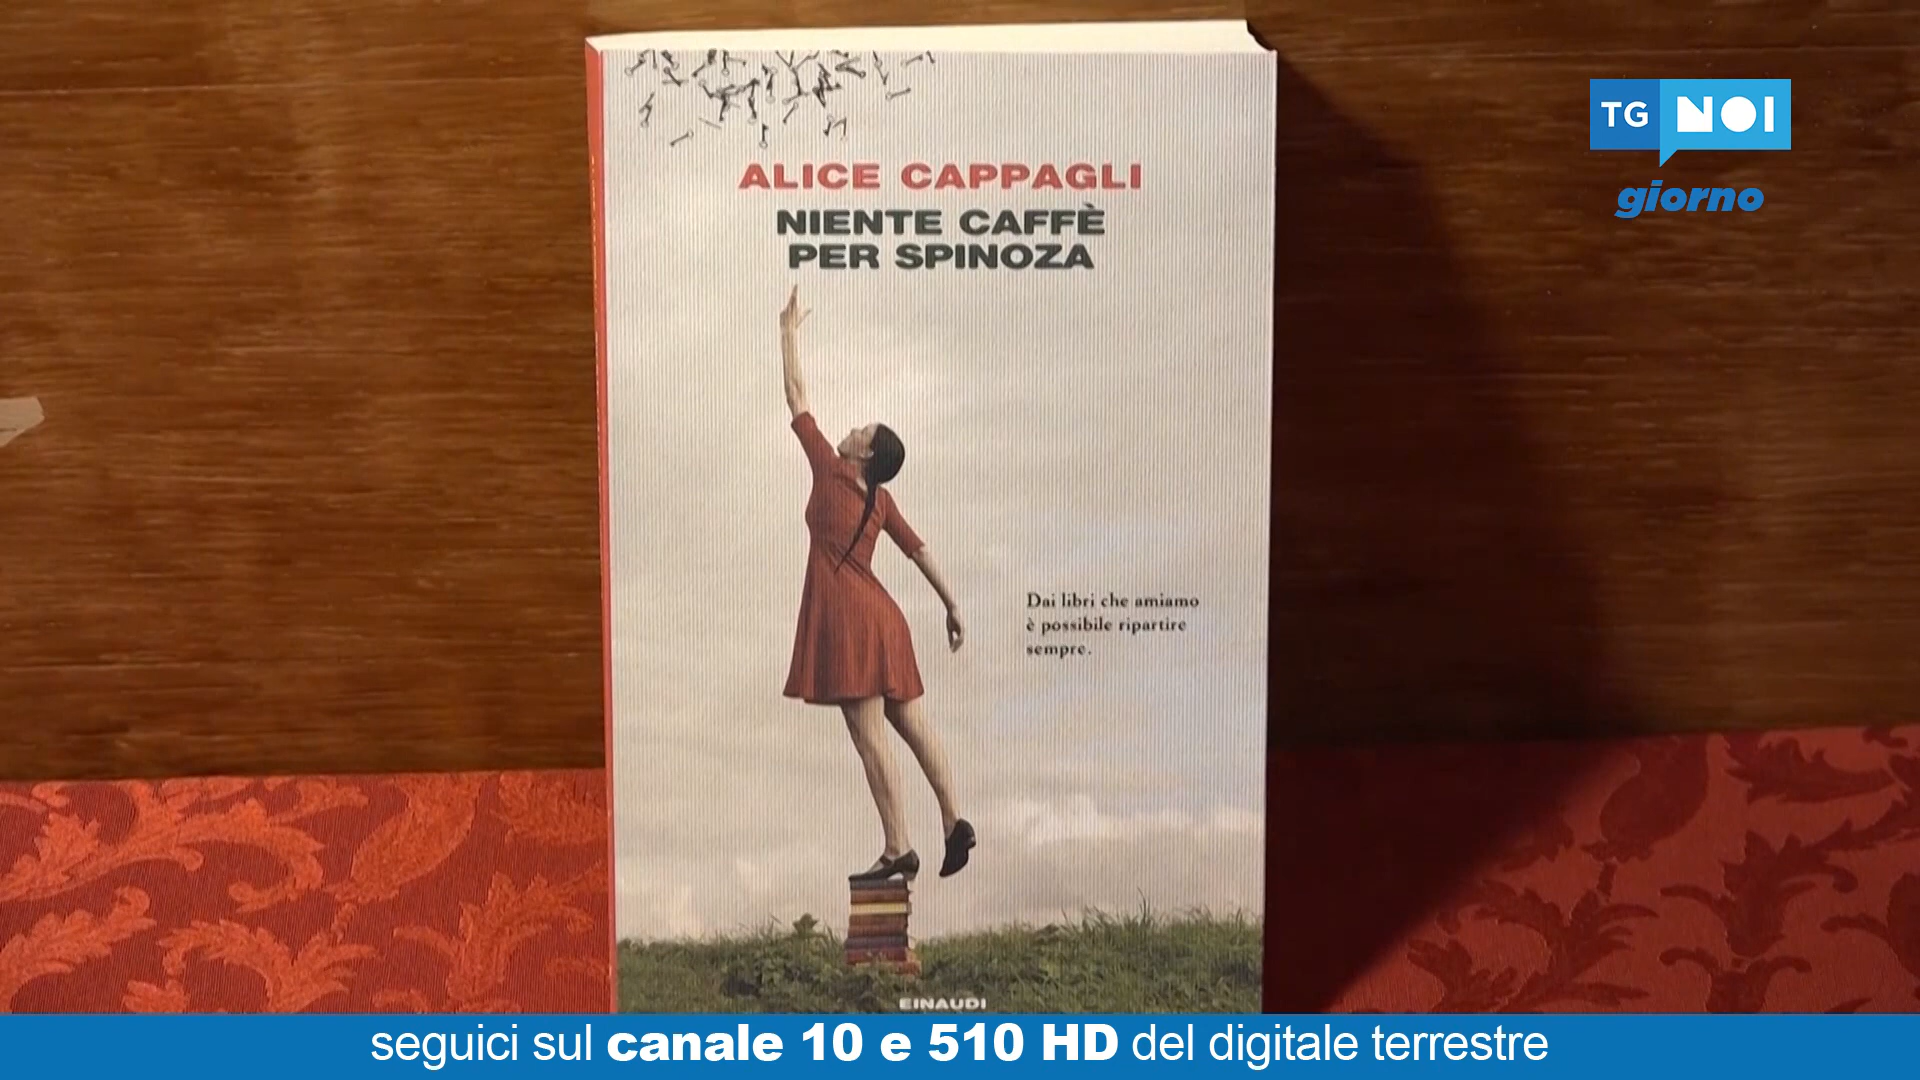 TG NOI
giorno
ALICE CAPPAGLI
NIENTE CAFFÈ
PER SPINOZA
Dai libri che amiamo
è possibile ripartire
sempre.
EINAUDI
seguici sul canale 10 e 510 HD del digitale terrestre